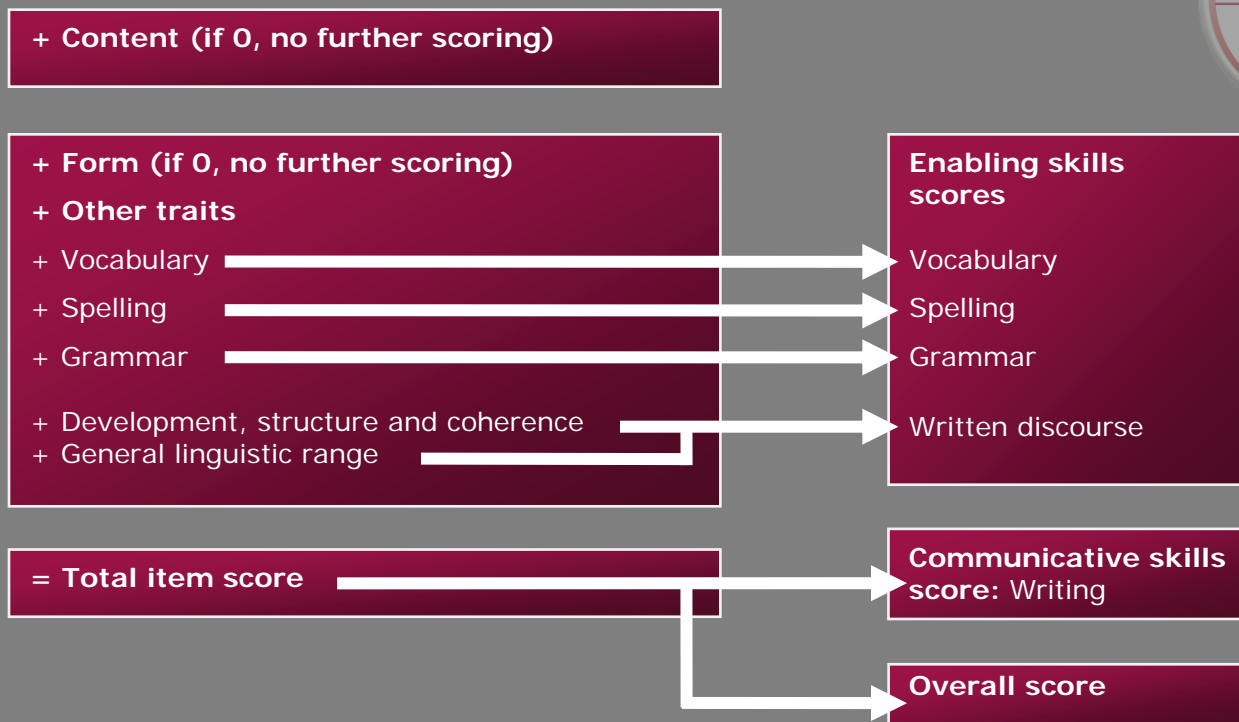 + Content (if 0, no further scoring)
+ Form (if 0, no further scoring)
+ Other traits
+ Vocabulary
+ Spelling
+ Grammar
+ Development, structure and coherence
+ General linguistic range
= Total item score
Enabling skills
scores
Vocabulary
Spelling
Grammar
Written discourse
Communicative skills
score: Writing
Overall score